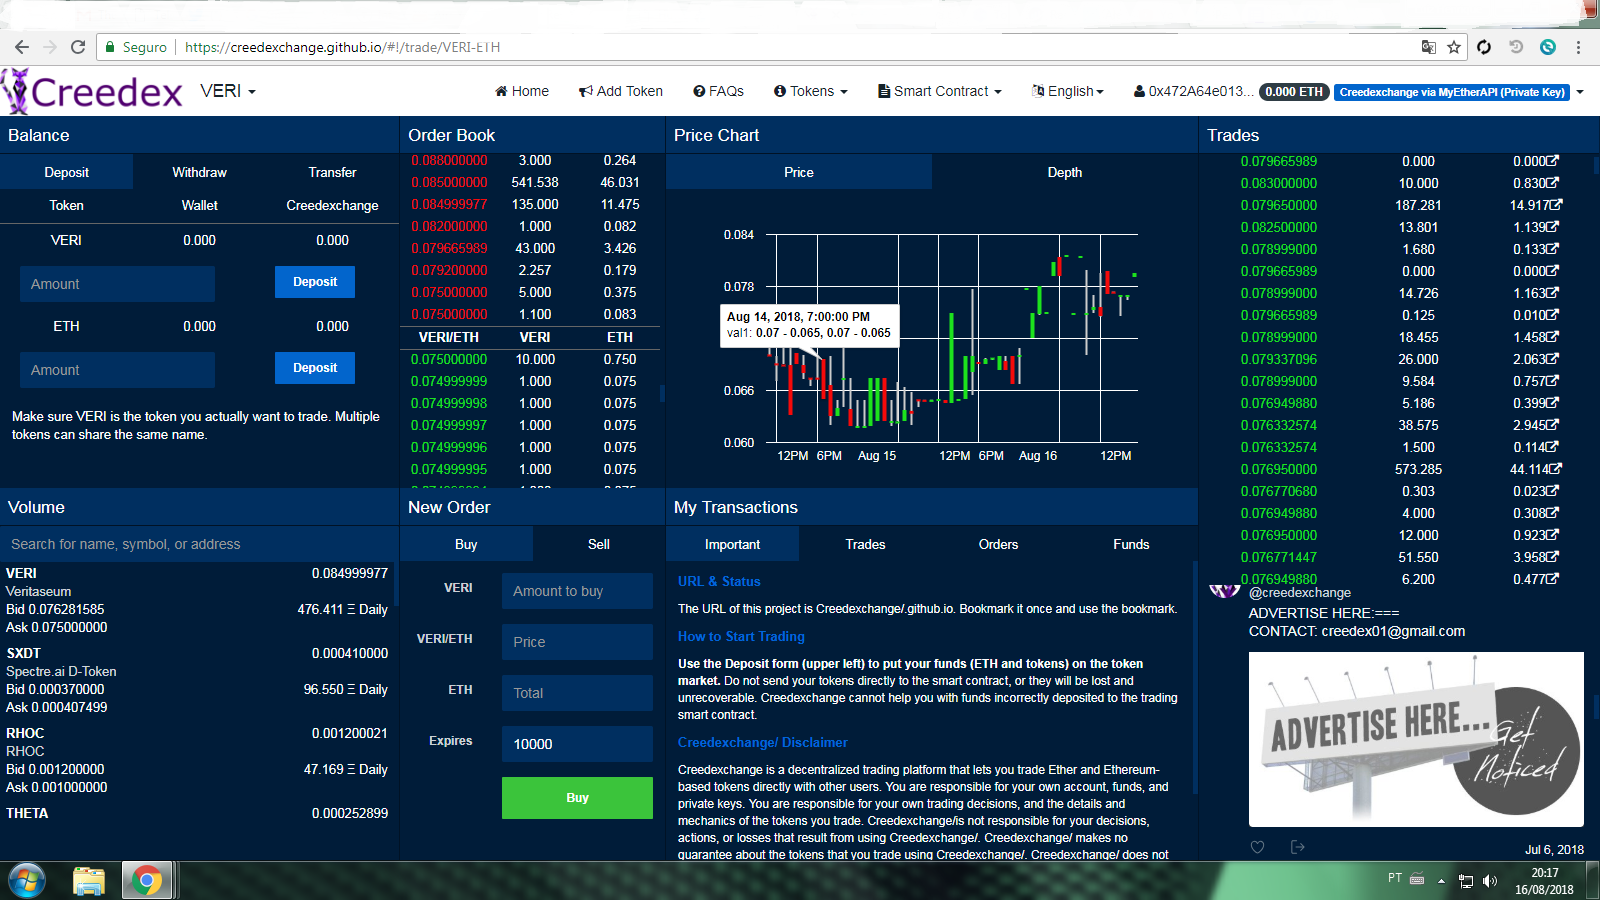 Seguro
https://creedexchange.github.io/#!/trade/VERI-ETH
Creedex
VERI
Home
Add Token
FAQs
Tokens
Smart Contract
English
0x472A64e013...
0.000 ETH
Creedexchange via MyEtherAPI (Private Key)
Balance
Deposit Withdraw Transfer
Token Wallet Creedexchange
VERI 0.000 0.000
Amount Deposit
ETH 0.000 0.000
Amount Deposit
Make sure VERI is the token you actually want to trade. Multiple
tokens can share the same name.
Order Book
0.088000000 3.000 0.264
0.085000000 541.538 46.031
0.084999977 135.000 11.475
0.082000000 1.000 0.082
0.079665989 43.000 3.426
0.079200000 2.257 0.179
0.075000000 5.000 0.375
0.075000000 1.100 0.083
VERI/ETH VERI ETH
0.075000000 10.000 0.750
0.074999999 1.000 0.075
0.074999998 1.000 0.075
0.074999997 1.000 0.075
0.074999996 1.000 0.075
0.074999995 1.000 0.075
Price Chart
Price Depth
0.084
0.078
Aug 14, 2018, 7:00:00 PM
val1: 0.07 - 0.065, 0.07 - 0.065
0.066
0.060
12PM 6PM Aug 15 12PM 6PM Aug 16 12PM
Trades
0.079665989 0.000 0.000
0.083000000 10.000 0.830
0.079650000 187.281 14.917
0.082500000 13.801 1.139
0.078999000 1.680 0.133
0.079665989 0.000 0.000
0.078999000 14.726 1.163
0.079665989 0.125 0.010
0.078999000 18.455 1.458
0.079337096 26.000 2.063
0.078999000 9.584 0.757
0.076949880 5.186 0.399
0.076332574 38.575 2.945
0.076332574 1.500 0.114
0.076950000 573.285 44.114
0.076770680 0.303 0.023
0.076949880 4.000 0.308
0.076950000 12.000 0.923
0.076771447 51.550 3.958
0.076949880 6.200 0.477
@creedexchange
ADVERTISE HERE:===
CONTACT: creedex01@gmail.com
ADVERTISE HERE...
Get
Noticed
Jul 6, 2018
Volume
Search for name, symbol, or address
VERI 0.084999977
Veritaseum
Bid 0.076281585 476.411 Ξ Daily
Ask 0.075000000
SXDT 0.000410000
Spectre.ai D-Token
Bid 0.000370000 96.550 Ξ Daily
Ask 0.000407499
RHOC 0.001200021
RHOC
Bid 0.001200000 47.169 Ξ Daily
Ask 0.001000000
THETA 0.000252899
New Order
Buy Sell
VERI Amount to buy
VERI/ETH Price
ETH Total
Expires 10000
Buy
My Transactions
Important Trades Orders Funds
URL & Status
The URL of this project is Creedexchange/.github.io. Bookmark it once and use the bookmark.
How to Start Trading
Use the Deposit form (upper left) to put your funds (ETH and tokens) on the token
market. Do not send your tokens directly to the smart contract, or they will be lost and
unrecoverable. Creedexchange cannot help you with funds incorrectly deposited to the trading
smart contract.
Creedexchange/ Disclaimer
Creedexchange is a decentralized trading platform that lets you trade Ether and Ethereum-
based tokens directly with other users. You are responsible for your own account, funds, and
private keys. You are responsible for your own trading decisions, and the details and
mechanics of the tokens you trade. Creedexchange/is not responsible for your decisions,
actions, or losses that result from using Creedexchange/. Creedexchange/ makes no
guarantee about the tokens that you trade using Creedexchange/. Creedexchange/ does not
PT
20:17
16/08/2018